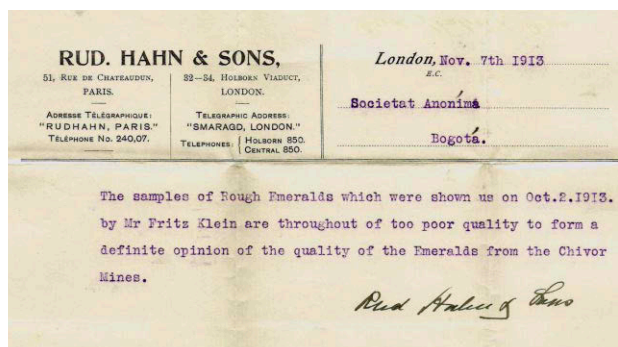 RUD. HAHN & SONS,
51, RUE DE CHATEAUDUN,
PARIS.
ADRESSE TÉLÉGRAPHIQUE:
"RUDHAHN, PARIS."
TÉLÉPHONE No. 240,07.
32-34, HOLBORN VIADUCT,
LONDON.
TELEGRAPHIC ADDRESS:
"SMARAGD, LONDON."
TELEPHONES: { HOLBORN 850.
CENTRAL 850.
London, Nov. 7th 1913
E.C.
Societat Anoníma
Bogotá.
The samples of Rough Emeralds which were shown us on Oct.2.1913.
by Mr Fritz Klein are throughout of too poor quality to form a
definite opinion of the quality of the Emeralds from the Chivor
Mines.
Rud Hahn & Sons